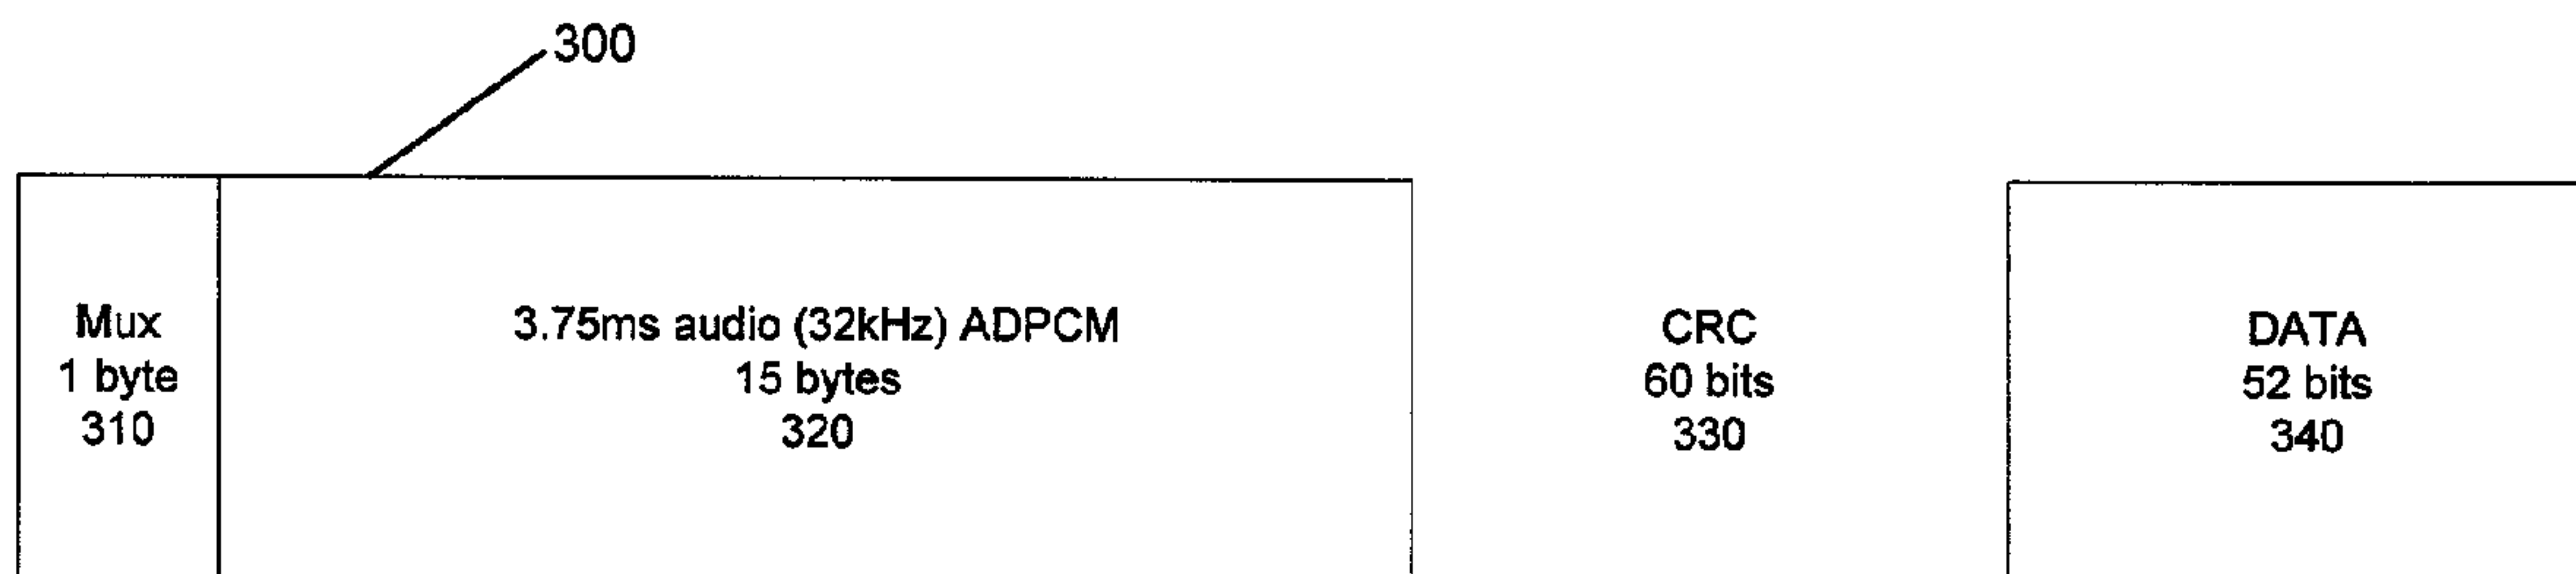 300
Mux
1 byte
310
3.75ms audio (32kHz) ADPCM
15 bytes
320
CRC
60 bits
330
DATA
52 bits
340